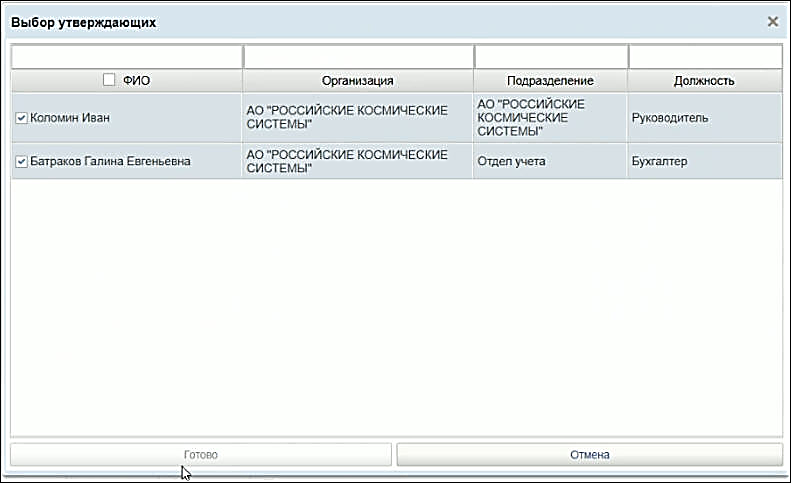 Выбор утверждающих
ФИО Организация Подразделение Должность
Коломин Иван
АО "РОССИЙСКИЕ КОСМИЧЕСКИЕ
СИСТЕМЫ"
АО "РОССИЙСКИЕ
КОСМИЧЕСКИЕ
СИСТЕМЫ"
Руководитель
Батраков Галина Евгеньевна
АО "РОССИЙСКИЕ КОСМИЧЕСКИЕ
СИСТЕМЫ"
Отдел учета
Бухгалтер
Готово
Отмена